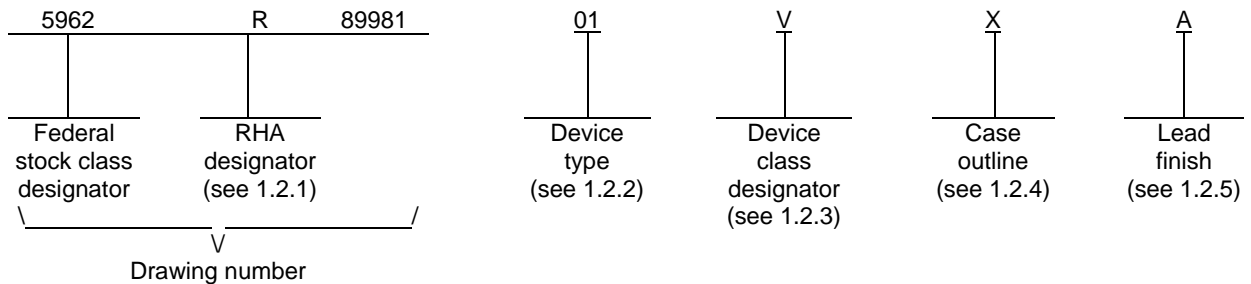 5962 R 89981 01 V X A
Federal stock class designator
RHA designator (see 1.2.1)
Device type (see 1.2.2)
Device class designator (see 1.2.3)
Case outline (see 1.2.4)
Lead finish (see 1.2.5)
Drawing number